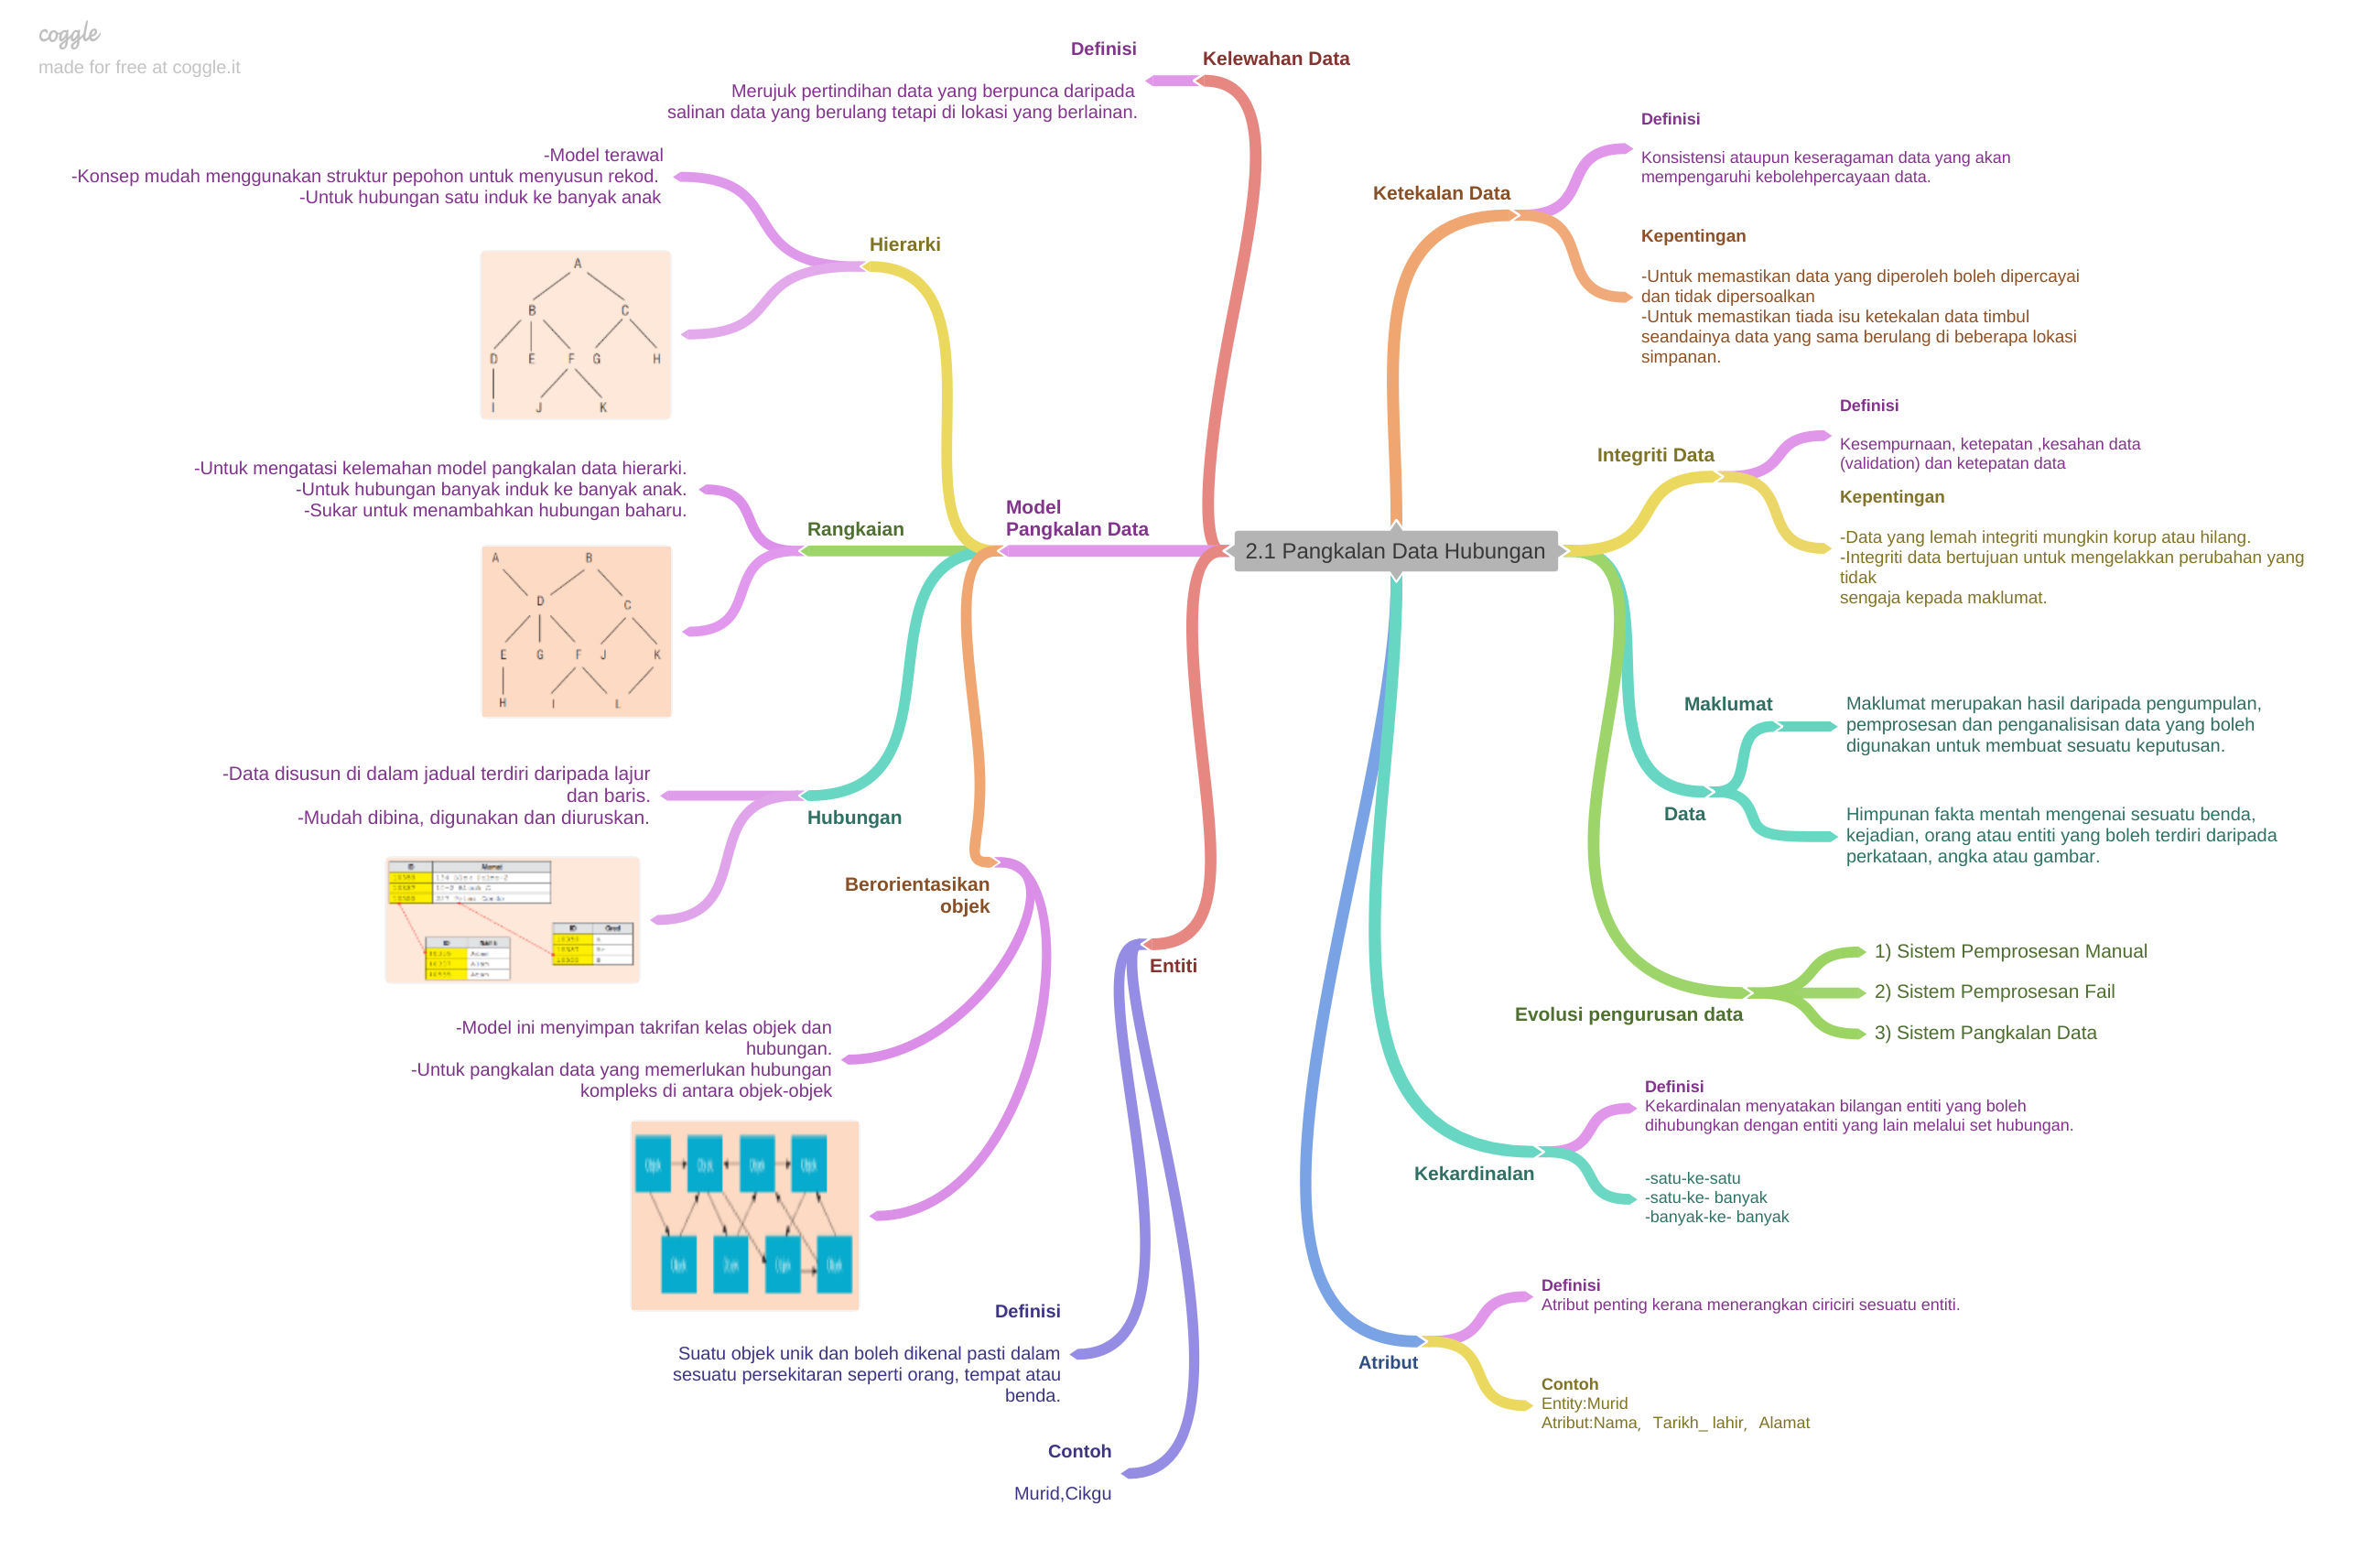 coggle
made for free at coggle.it
2.1 Pangkalan Data Hubungan
Kelewahan Data
Definisi
Merujuk pertindihan data yang berpunca daripada
salinan data yang berulang tetapi di lokasi yang berlainan.
Model
Pangkalan Data
Hierarki
-Model terawal
-Konsep mudah menggunakan struktur pepohon untuk menyusun rekod.
-Untuk hubungan satu induk ke banyak anak
A
B C
D E F G H
I J K
Rangkaian
-Untuk mengatasi kelemahan model pangkalan data hierarki.
-Untuk hubungan banyak induk ke banyak anak.
-Sukar untuk menambahkan hubungan baharu.
A B
D C
E G F J K
H I L
Hubungan
-Data disusun di dalam jadual terdiri daripada lajur
dan baris.
-Mudah dibina, digunakan dan diuruskan.
ID Alamat
ID Gred
ID
Berorientasikan
objek
-Model ini menyimpan takrifan kelas objek dan
hubungan.
-Untuk pangkalan data yang memerlukan hubungan
kompleks di antara objek-objek
Objek Objek Objek Objek
Objek Objek Objek Objek
Entiti
Definisi
Suatu objek unik dan boleh dikenal pasti dalam
sesuatu persekitaran seperti orang, tempat atau
benda.
Contoh
Murid,Cikgu
Ketekalan Data
Definisi
Konsistensi ataupun keseragaman data yang akan
mempengaruhi kebolehpercayaan data.
Kepentingan
-Untuk memastikan data yang diperoleh boleh dipercayai
dan tidak dipersoalkan
-Untuk memastikan tiada isu ketekalan data timbul
seandainya data yang sama berulang di beberapa lokasi
simpanan.
Integriti Data
Definisi
Kesempurnaan, ketepatan ,kesahan data
(validation) dan ketepatan data
Kepentingan
-Data yang lemah integriti mungkin korup atau hilang.
-Integriti data bertujuan untuk mengelakkan perubahan yang
tidak
sengaja kepada maklumat.
Data
Maklumat
Maklumat merupakan hasil daripada pengumpulan,
pemprosesan dan penganalisisan data yang boleh
digunakan untuk membuat sesuatu keputusan.
Himpunan fakta mentah mengenai sesuatu benda,
kejadian, orang atau entiti yang boleh terdiri daripada
perkataan, angka atau gambar.
Evolusi pengurusan data
1) Sistem Pemprosesan Manual
2) Sistem Pemprosesan Fail
3) Sistem Pangkalan Data
Kekardinalan
Definisi
Kekardinalan menyatakan bilangan entiti yang boleh
dihubungkan dengan entiti yang lain melalui set hubungan.
-satu-ke-satu
-satu-ke- banyak
-banyak-ke- banyak
Atribut
Definisi
Atribut penting kerana menerangkan ciriciri sesuatu entiti.
Contoh
Entity:Murid
Atribut:Nama, Tarikh_ lahir, Alamat